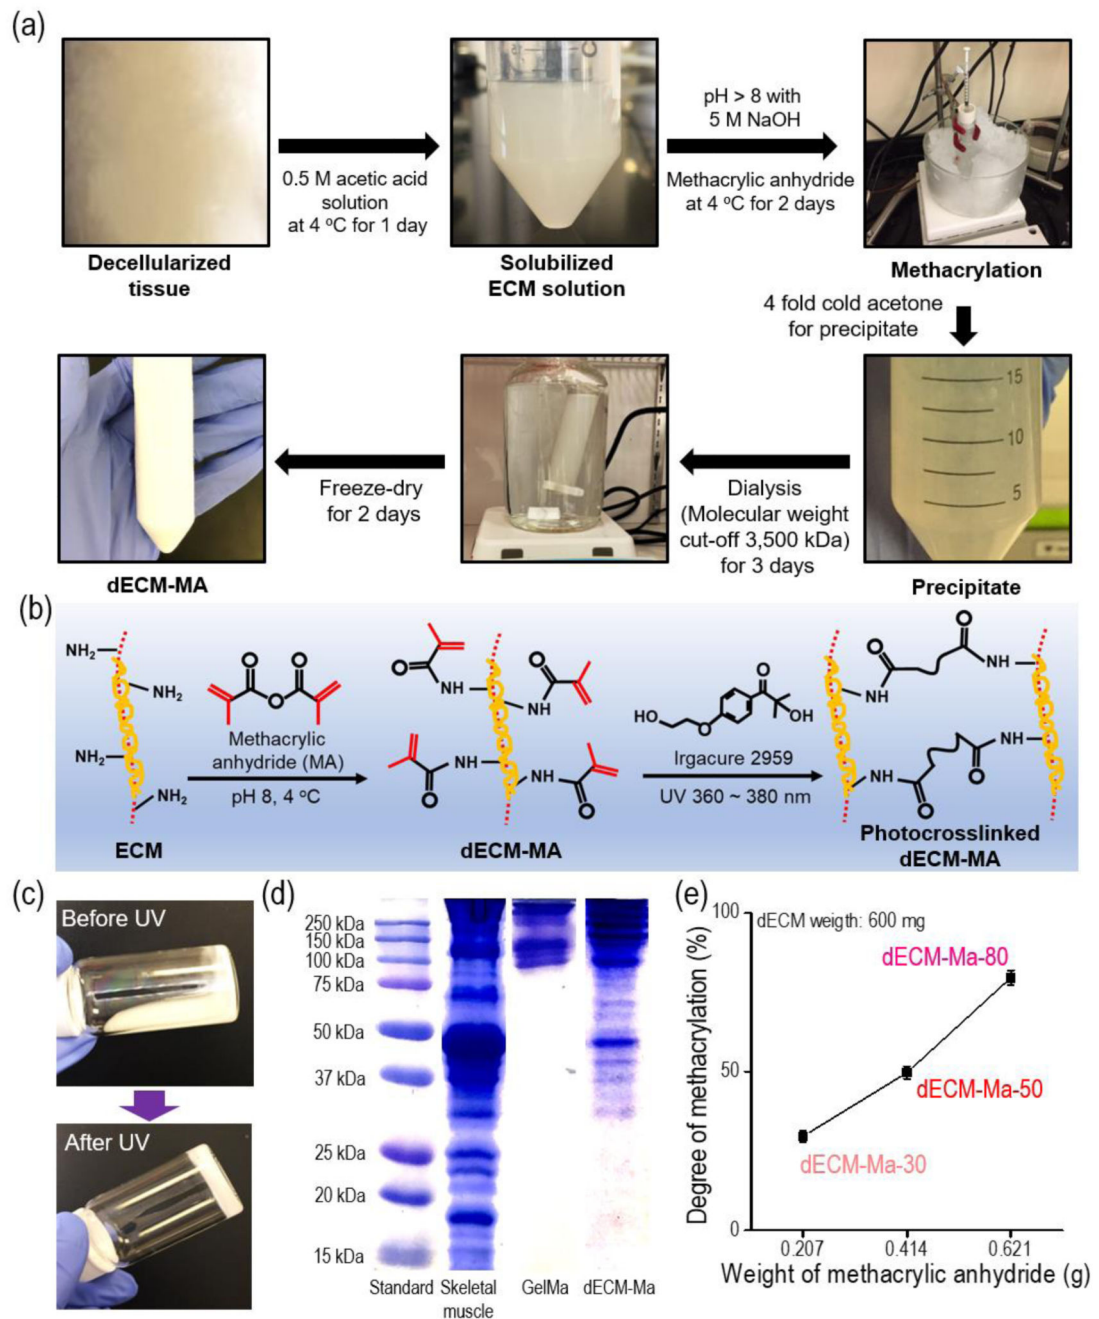 (a)
0.5 M acetic acid
solution
at 4 ºC for 1 day
pH > 8 with
5 M NaOH
Methacrylic anhydride
at 4 ºC for 2 days
Decellularized
tissue
Solubilized
ECM solution
Methacrylation
4 fold cold acetone
for precipitate
15
10
5
Freeze-dry
for 2 days
Dialysis
(Molecular weight
cut-off 3,500 kDa)
for 3 days
dECM-MA
Precipitate
(b)
NH₂
NH₂
NH₂
NH₂
ECM
O O
O
Methacrylic
anhydride (MA)
pH 8, 4 ºC
O
NH
O
NH
O
NH
NH
O
dECM-MA
HO
O
O
OH
Irgacure 2959
UV 360 ~ 380 nm
O
NH
NH
O
NH
O
NH
O
Photocrosslinked
dECM-MA
(c)
Before UV
After UV
(d)
250 kDa
150 kDa
100 kDa
75 kDa
50 kDa
37 kDa
25 kDa
20 kDa
15 kDa
Standard
Skeletal
muscle
GelMa
dECM-Ma
(e)
Degree of methacrylation (%)
100
50
0
dECM weigth: 600 mg
dECM-Ma-80
dECM-Ma-50
dECM-Ma-30
0.207
0.414
0.621
Weight of methacrylic anhydride (g)